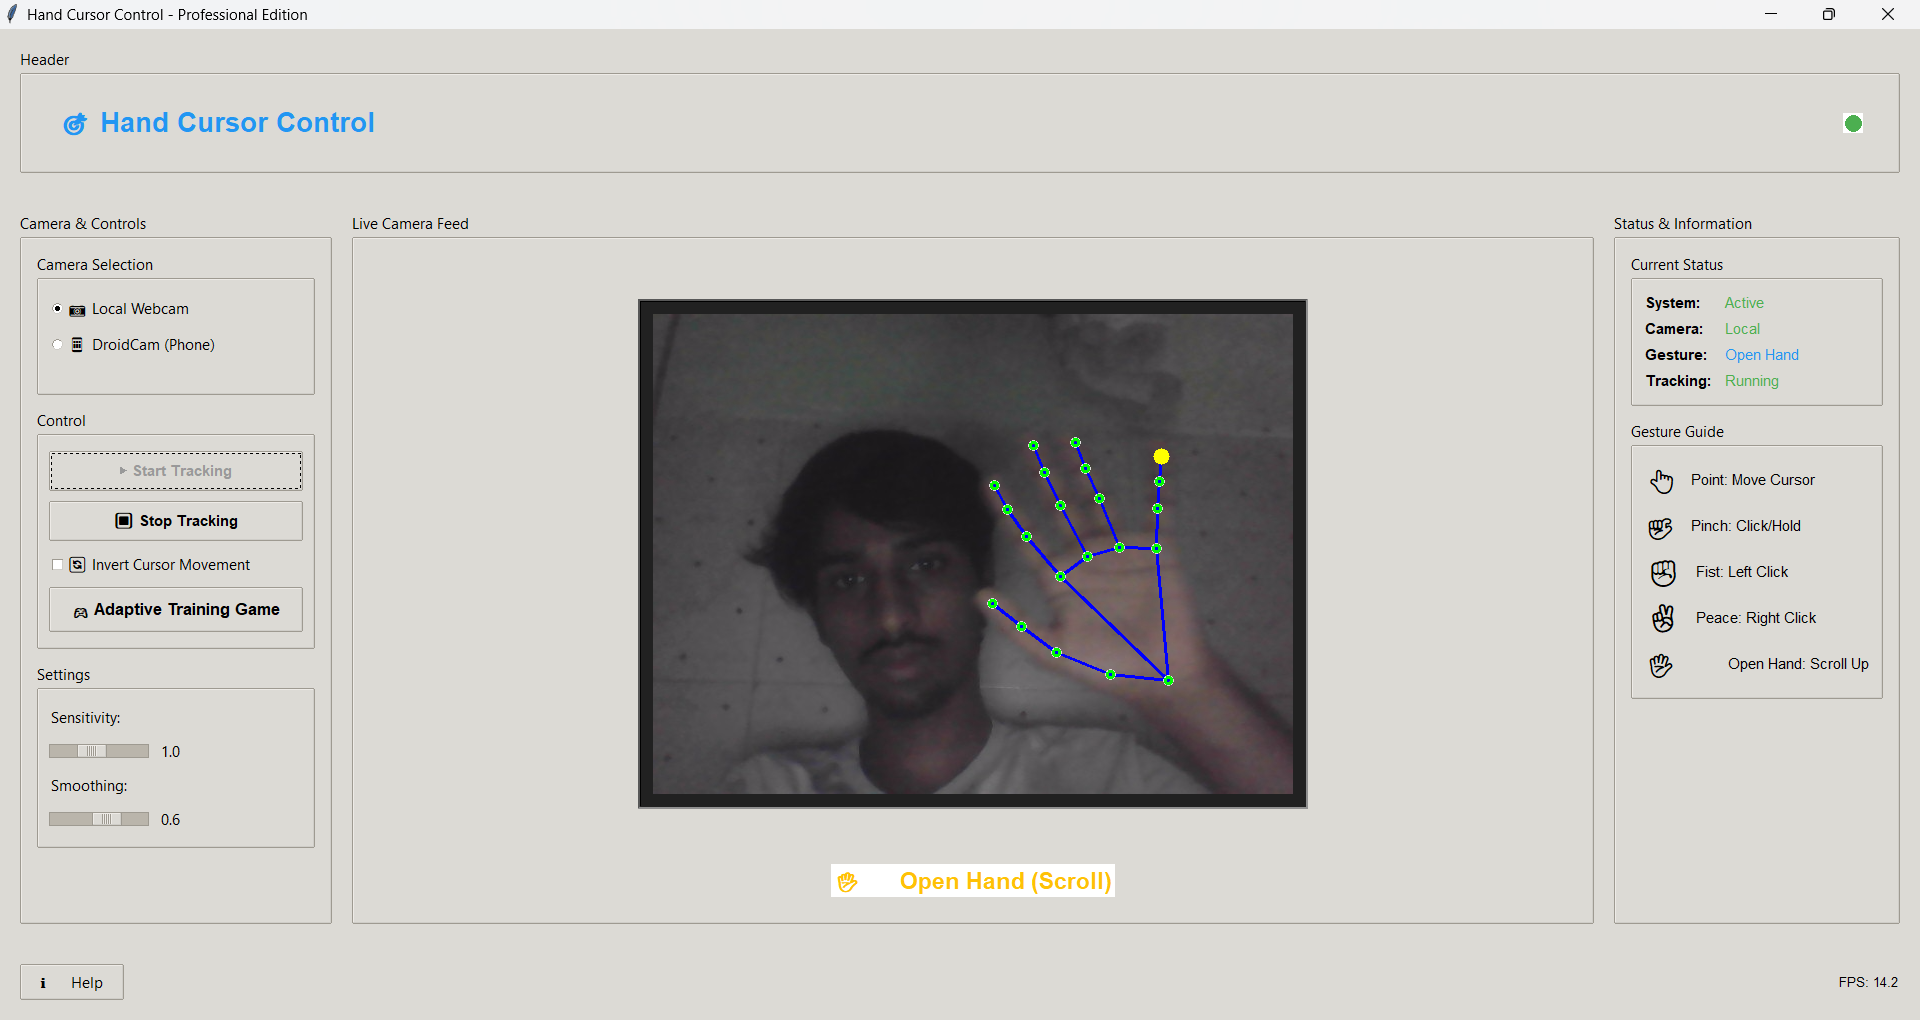 Hand Cursor Control - Professional Edition
Header
Hand Cursor Control
Camera & Controls
Camera Selection
Local Webcam
DroidCam (Phone)
Control
Start Tracking
Stop Tracking
Invert Cursor Movement
Adaptive Training Game
Settings
Sensitivity:
1.0
Smoothing:
0.6
Live Camera Feed
Open Hand (Scroll)
Status & Information
Current Status
System: Active
Camera: Local
Gesture: Open Hand
Tracking: Running
Gesture Guide
Point: Move Cursor
Pinch: Click/Hold
Fist: Left Click
Peace: Right Click
Open Hand: Scroll Up
i Help
FPS: 14.2